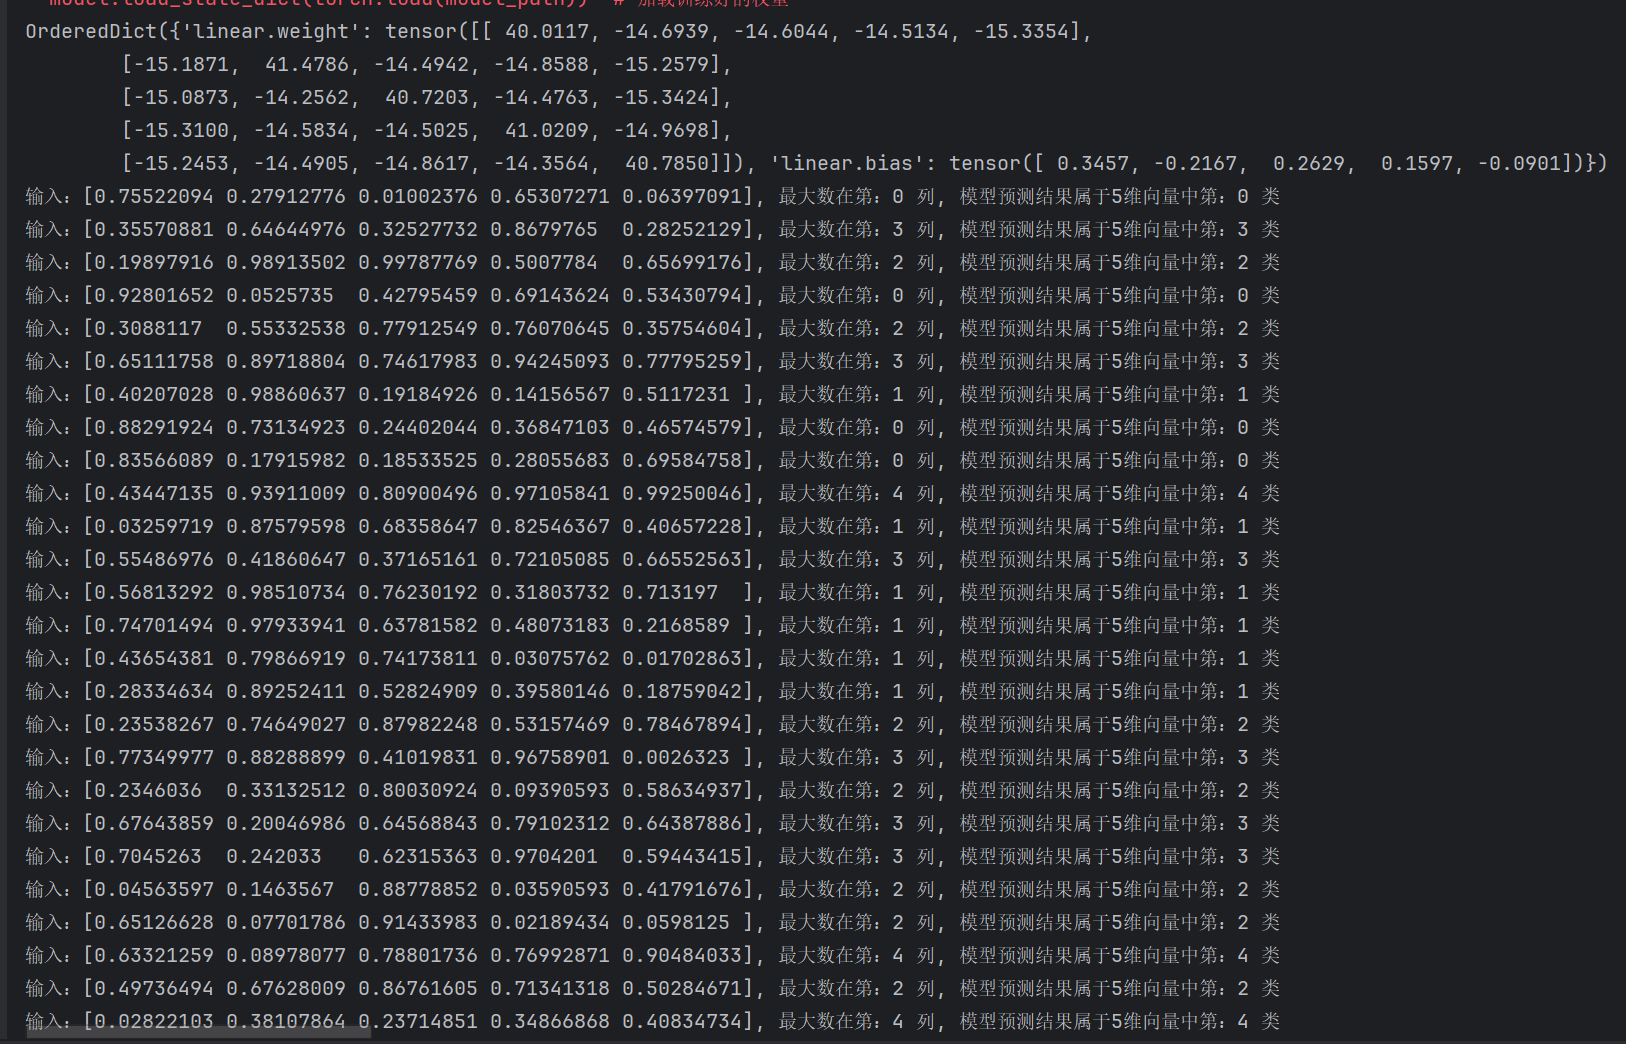 model.load_state_dict(torch.load(model_path))  # 加载训练好的权重
OrderedDict({'linear.weight': tensor([[ 40.0117, -14.6939, -14.6044, -14.5134, -15.3354],
        [-15.1871,  41.4786, -14.4942, -14.8588, -15.2579],
        [-15.0873, -14.2562,  40.7203, -14.4763, -15.3424],
        [-15.3100, -14.5834, -14.5025,  41.0209, -14.9698],
        [-15.2453, -14.4905, -14.8617, -14.3564,  40.7850]]), 'linear.bias': tensor([ 0.3457, -0.2167,  0.2629,  0.1597, -0.0901])})
输入：[0.75522094 0.27912776 0.01002376 0.65307271 0.06397091], 最大数在第：0 列, 模型预测结果属于5维向量中第：0 类
输入：[0.35570881 0.64644976 0.32527732 0.8679765  0.28252129], 最大数在第：3 列, 模型预测结果属于5维向量中第：3 类
输入：[0.19897916 0.98913502 0.99787769 0.5007784  0.65699176], 最大数在第：2 列, 模型预测结果属于5维向量中第：2 类
输入：[0.92801652 0.0525735  0.42795459 0.69143624 0.53430794], 最大数在第：0 列, 模型预测结果属于5维向量中第：0 类
输入：[0.3088117  0.55332538 0.77912549 0.76070645 0.35754604], 最大数在第：2 列, 模型预测结果属于5维向量中第：2 类
输入：[0.65111758 0.89718804 0.74617983 0.94245093 0.77795259], 最大数在第：3 列, 模型预测结果属于5维向量中第：3 类
输入：[0.40207028 0.98860637 0.19184926 0.14156567 0.5117231 ], 最大数在第：1 列, 模型预测结果属于5维向量中第：1 类
输入：[0.88291924 0.73134923 0.24402044 0.36847103 0.46574579], 最大数在第：0 列, 模型预测结果属于5维向量中第：0 类
输入：[0.83566089 0.17915982 0.18533525 0.28055683 0.69584758], 最大数在第：0 列, 模型预测结果属于5维向量中第：0 类
输入：[0.43447135 0.93911009 0.80900496 0.97105841 0.99250046], 最大数在第：4 列, 模型预测结果属于5维向量中第：4 类
输入：[0.03259719 0.87579598 0.68358647 0.82546367 0.40657228], 最大数在第：1 列, 模型预测结果属于5维向量中第：1 类
输入：[0.55486976 0.41860647 0.37165161 0.72105085 0.66552563], 最大数在第：3 列, 模型预测结果属于5维向量中第：3 类
输入：[0.56813292 0.98510734 0.76230192 0.31803732 0.713197  ], 最大数在第：1 列, 模型预测结果属于5维向量中第：1 类
输入：[0.74701494 0.97933941 0.63781582 0.48073183 0.2168589 ], 最大数在第：1 列, 模型预测结果属于5维向量中第：1 类
输入：[0.43654381 0.79866919 0.74173811 0.03075762 0.01702863], 最大数在第：1 列, 模型预测结果属于5维向量中第：1 类
输入：[0.28334634 0.89252411 0.52824909 0.39580146 0.18759042], 最大数在第：1 列, 模型预测结果属于5维向量中第：1 类
输入：[0.23538267 0.74649027 0.87982248 0.53157469 0.78467894], 最大数在第：2 列, 模型预测结果属于5维向量中第：2 类
输入：[0.77349977 0.88288899 0.41019831 0.96758901 0.0026323 ], 最大数在第：3 列, 模型预测结果属于5维向量中第：3 类
输入：[0.2346036  0.33132512 0.80030924 0.09390593 0.58634937], 最大数在第：2 列, 模型预测结果属于5维向量中第：2 类
输入：[0.67643859 0.20046986 0.64568843 0.79102312 0.64387886], 最大数在第：3 列, 模型预测结果属于5维向量中第：3 类
输入：[0.7045263  0.242033   0.62315363 0.9704201  0.59443415], 最大数在第：3 列, 模型预测结果属于5维向量中第：3 类
输入：[0.04563597 0.1463567  0.88778852 0.03590593 0.41791676], 最大数在第：2 列, 模型预测结果属于5维向量中第：2 类
输入：[0.65126628 0.07701786 0.91433983 0.02189434 0.0598125 ], 最大数在第：2 列, 模型预测结果属于5维向量中第：2 类
输入：[0.63321259 0.08978077 0.78801736 0.76992871 0.90484033], 最大数在第：4 列, 模型预测结果属于5维向量中第：4 类
输入：[0.49736494 0.67628009 0.86761605 0.71341318 0.50284671], 最大数在第：2 列, 模型预测结果属于5维向量中第：2 类
输入：[0.02822103 0.38107864 0.23714851 0.34866868 0.40834734], 最大数在第：4 列, 模型预测结果属于5维向量中第：4 类